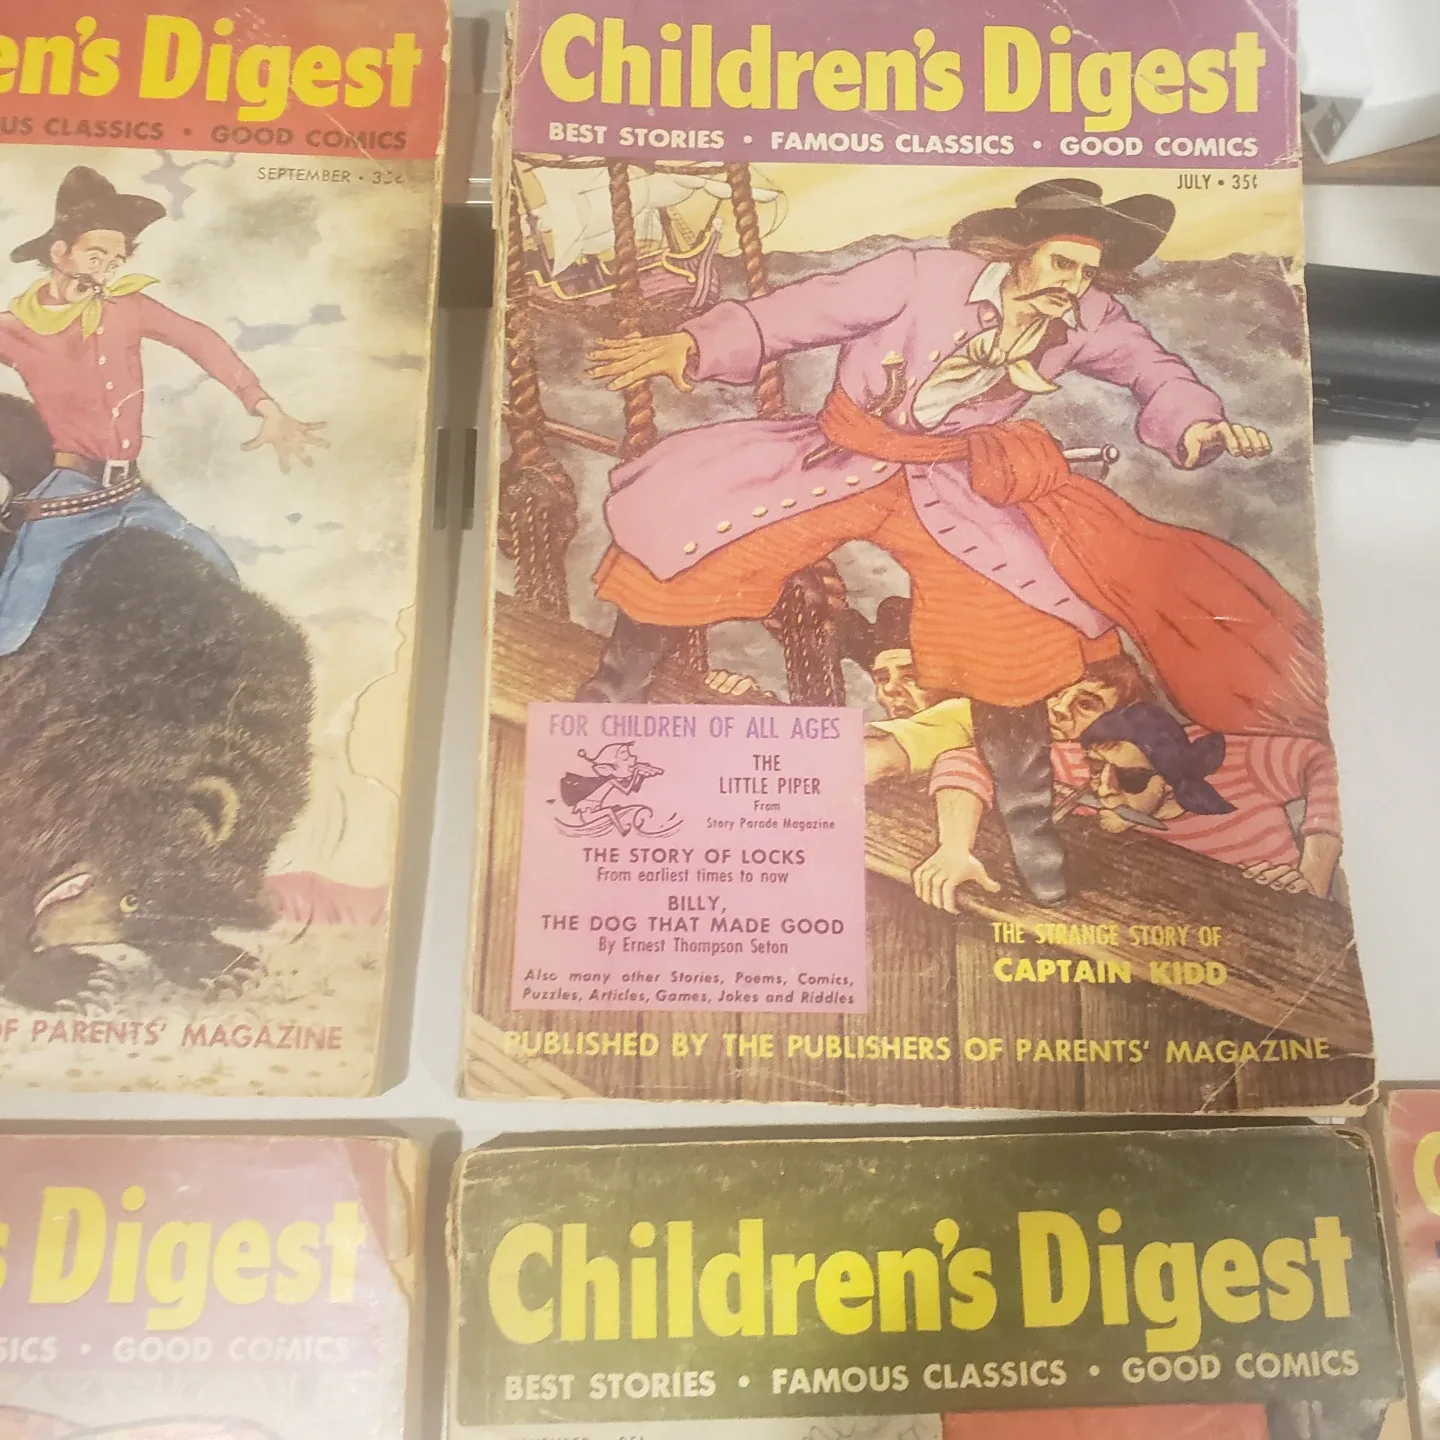 en's Digest
US CLASSICS • GOOD COMICS
SEPTEMBER • 35¢
OF PARENTS' MAGAZINE
Children's Digest
BEST STORIES • FAMOUS CLASSICS • GOOD COMICS
JULY • 35¢
FOR CHILDREN OF ALL AGES
THE
LITTLE PIPER
From
Story Parade Magazine
THE STORY OF LOCKS
From earliest times to now
BILLY,
THE DOG THAT MADE GOOD
By Ernest Thompson Seton
Also many other Stories, Poems, Comics,
Puzzles, Articles, Games, Jokes and Riddles
THE STRANGE STORY OF
CAPTAIN KIDD
PUBLISHED BY THE PUBLISHERS OF PARENTS' MAGAZINE
s Digest
SICS • GOOD COMICS
Children's Digest
BEST STORIES • FAMOUS CLASSICS • GOOD COMICS